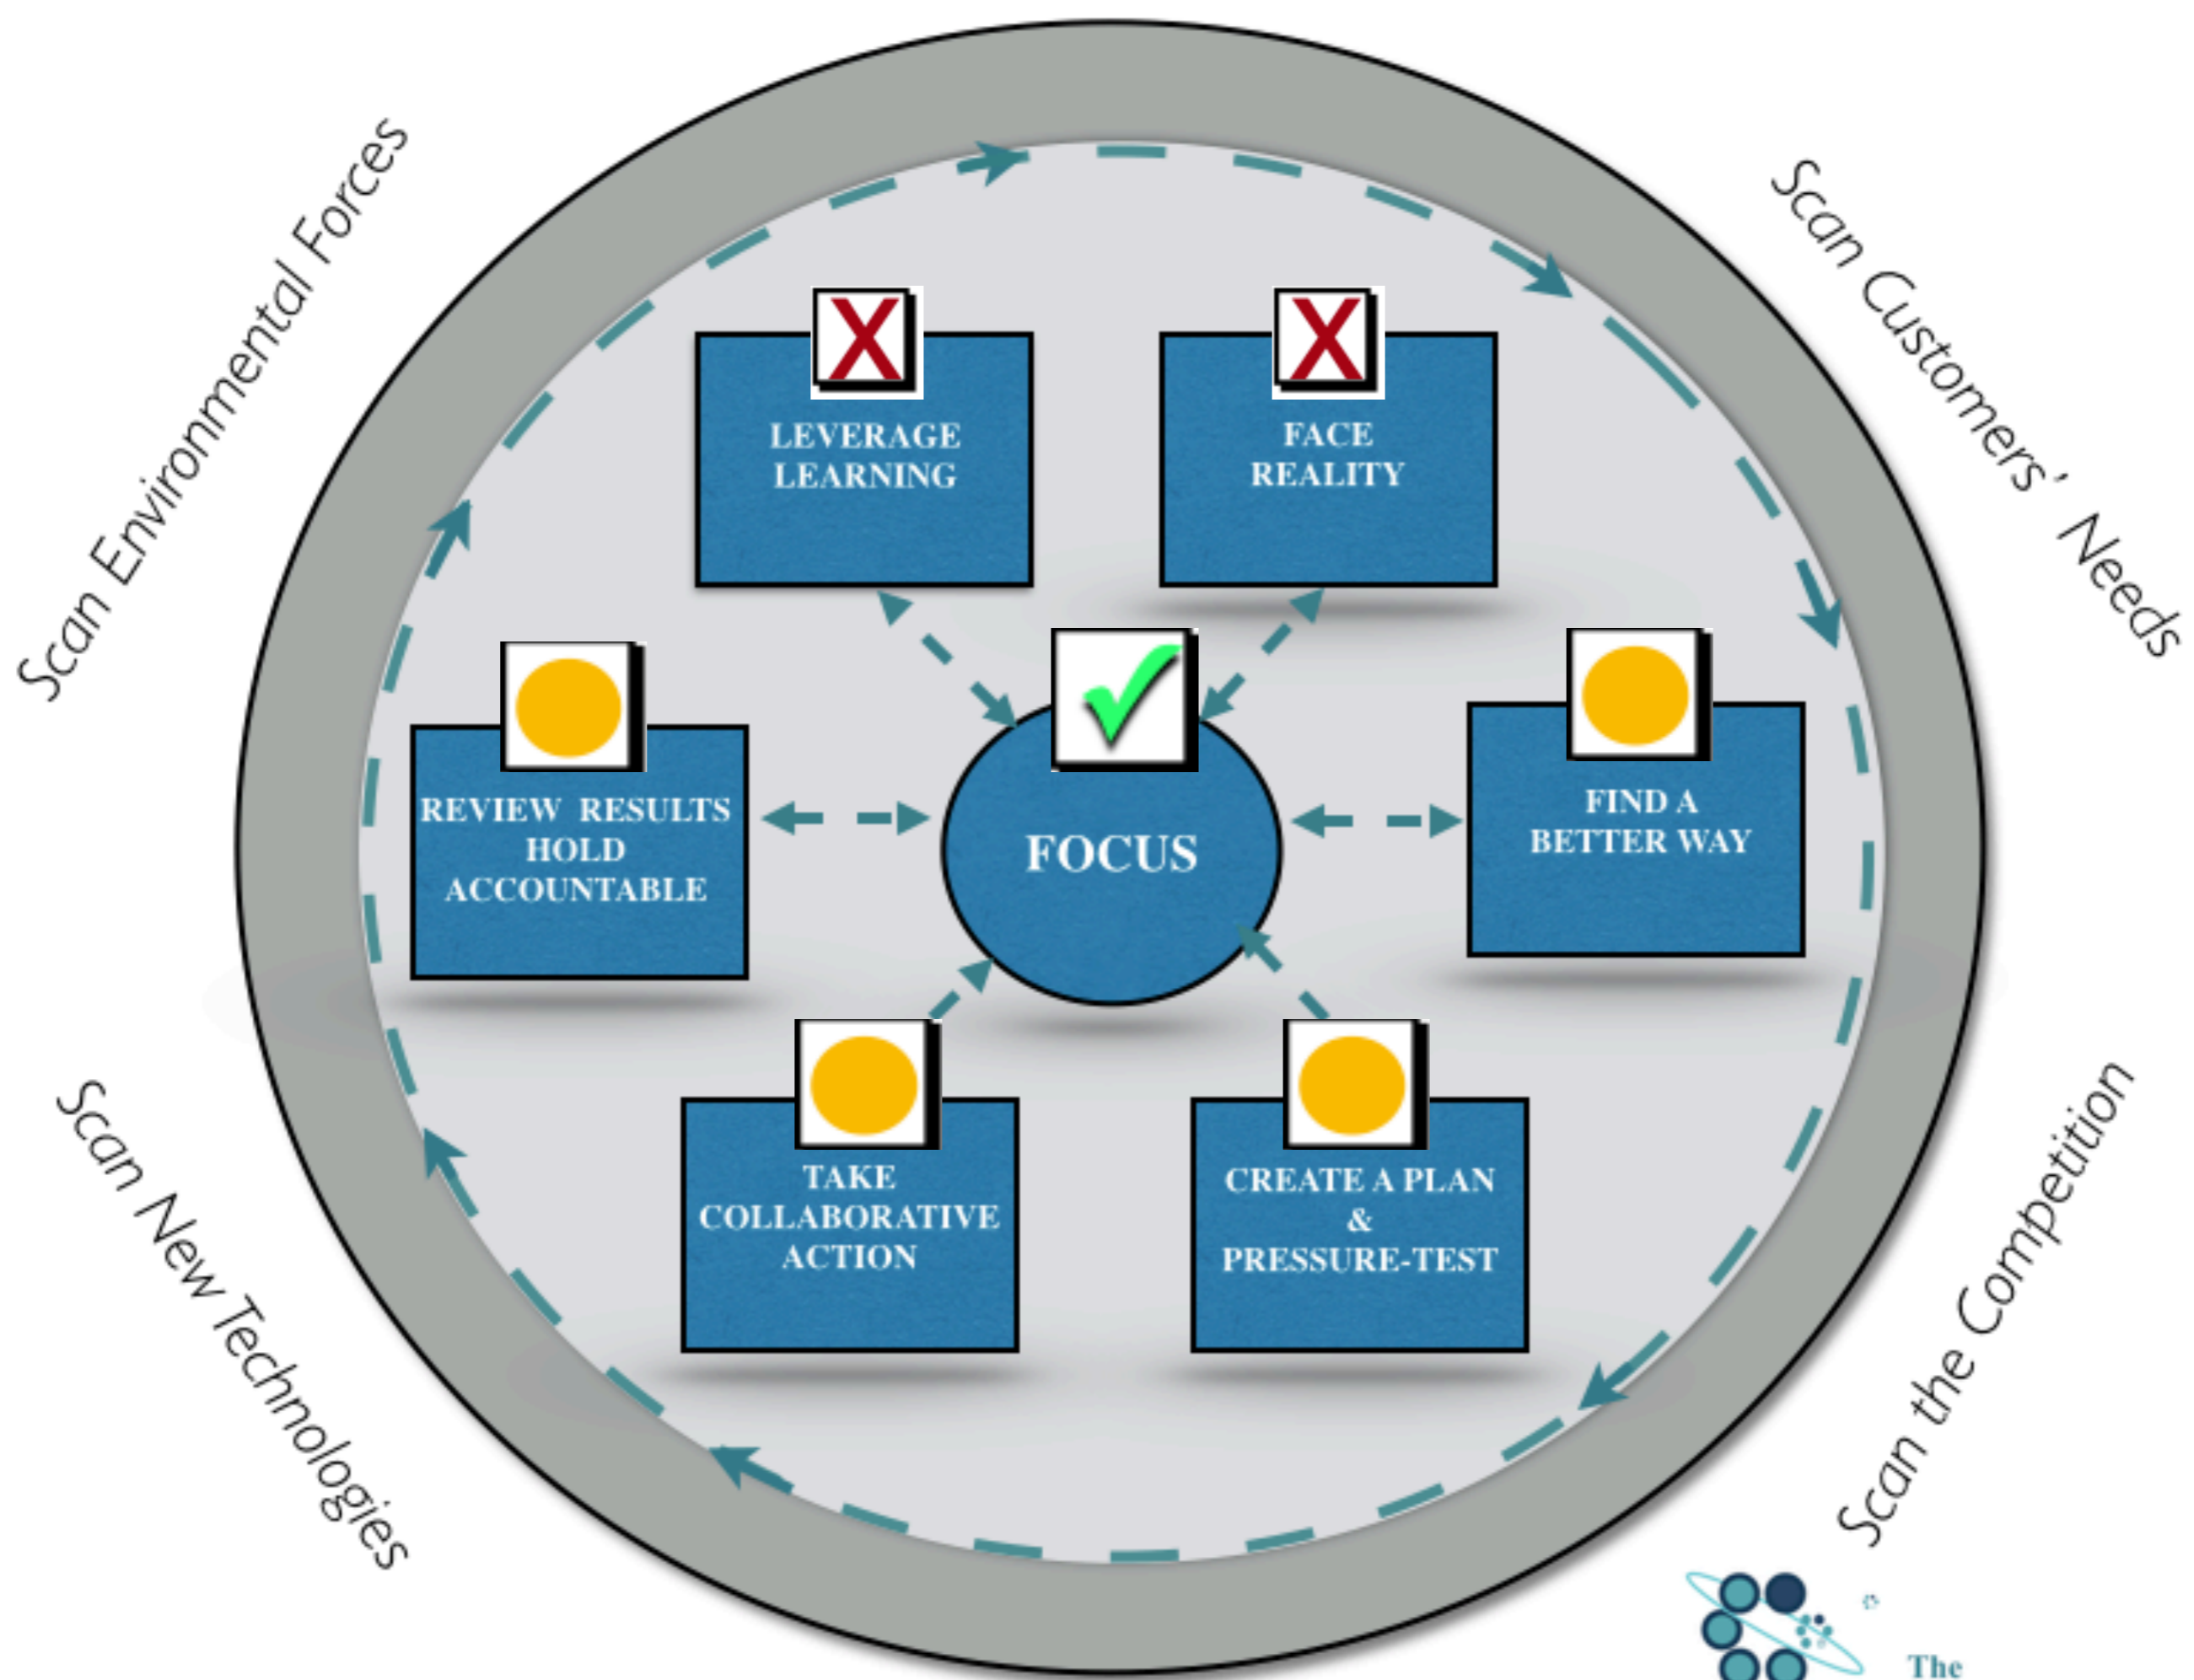 Scan Environmental Forces
Scan Customers' Needs
X
X
LEVERAGE
LEARNING
FACE
REALITY
REVIEW RESULTS
HOLD
ACCOUNTABLE
FOCUS
FIND A
BETTER WAY
TAKE
COLLABORATIVE
ACTION
CREATE A PLAN
&
PRESSURE-TEST
Scan New Technologies
Scan the Competition
The